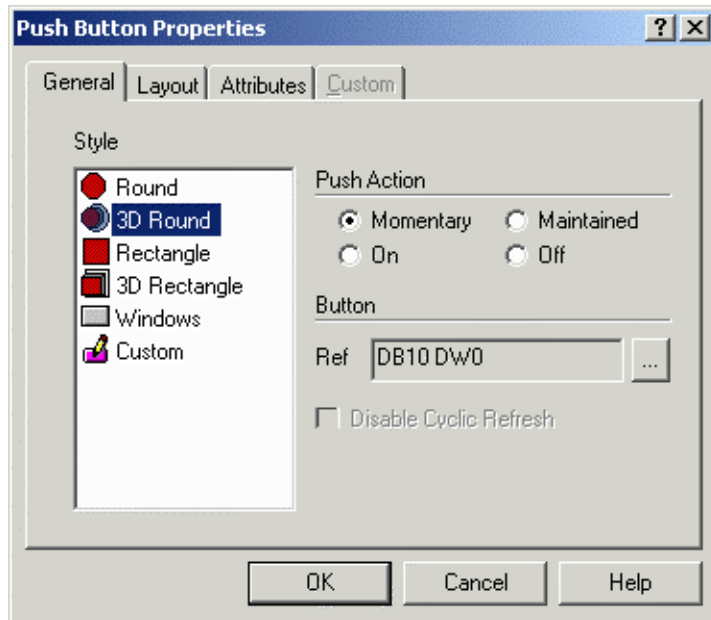 Push Button Properties
General Layout Attributes Custom
Style
Round
3D Round
Rectangle
3D Rectangle
Windows
Custom
Push Action
Momentary Maintained
On Off
Button
Ref DB10 DW0 ...
Disable Cyclic Refresh
OK Cancel Help